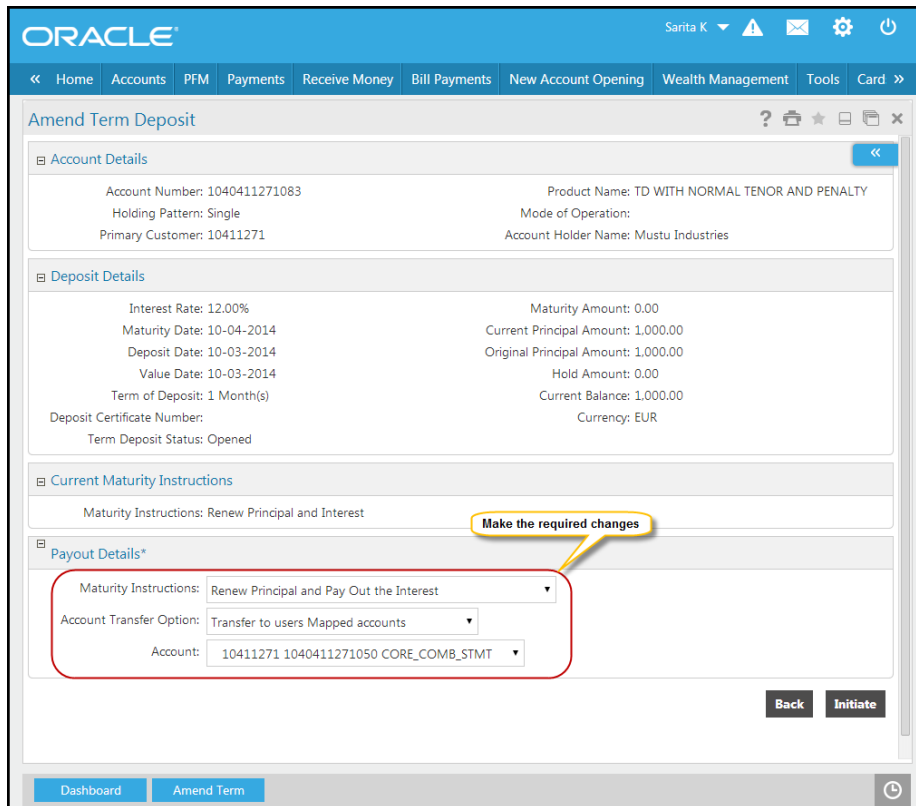 ORACLE
Sarita K
« Home Accounts PFM Payments Receive Money Bill Payments New Account Opening Wealth Management Tools Card »
Amend Term Deposit
?
«
Account Details
Account Number: 1040411271083 Product Name: TD WITH NORMAL TENOR AND PENALTY
Holding Pattern: Single Mode of Operation:
Primary Customer: 10411271 Account Holder Name: Mustu Industries
Deposit Details
Interest Rate: 12.00% Maturity Amount: 0.00
Maturity Date: 10-04-2014 Current Principal Amount: 1,000.00
Deposit Date: 10-03-2014 Original Principal Amount: 1,000.00
Value Date: 10-03-2014 Hold Amount: 0.00
Term of Deposit: 1 Month(s) Current Balance: 1,000.00
Deposit Certificate Number: Currency: EUR
Term Deposit Status: Opened
Current Maturity Instructions
Maturity Instructions: Renew Principal and Interest
Make the required changes
Payout Details*
Maturity Instructions: Renew Principal and Pay Out the Interest
Account Transfer Option: Transfer to users Mapped accounts
Account: 10411271 1040411271050 CORE_COMB_STMT
Back Initiate
Dashboard Amend Term